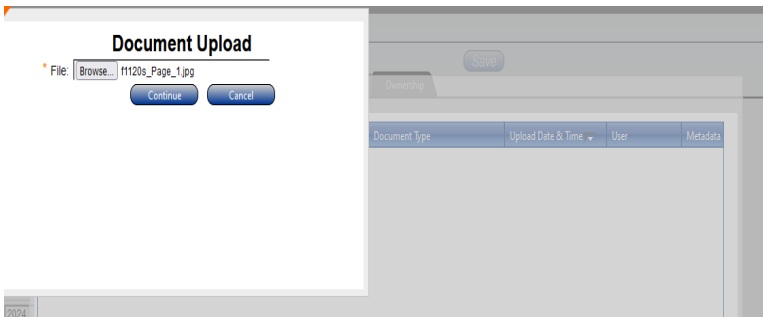 Document Upload
* File: Browse... f1120s_Page_1.jpg
Continue Cancel
Save
Ownership
Document Type Upload Date & Time User Metadata
2024